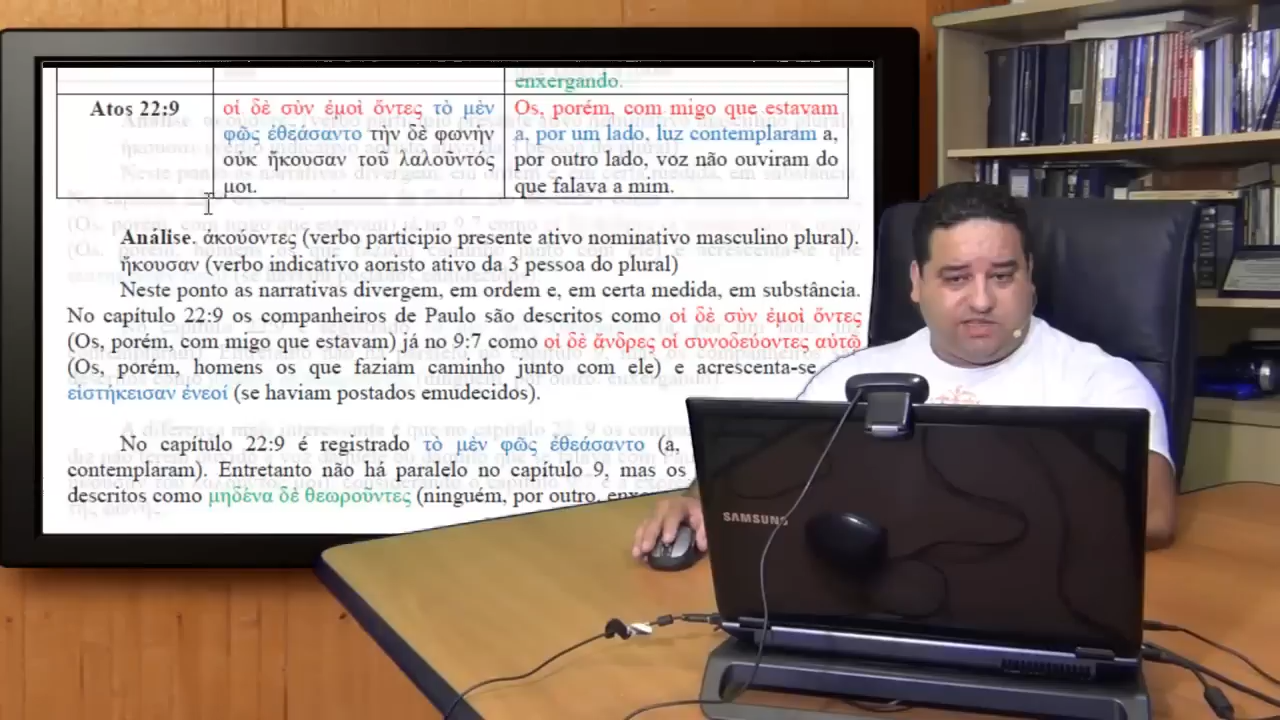 enxergando.
Atos 22:9
οἱ δὲ σὺν ἐμοὶ ὄντες τὸ μὲν
φῶς ἐθεάσαντο τὴν δὲ φωνὴν
οὐκ ἤκουσαν τοῦ λαλοῦντός
μοι.
Os, porém, com migo que estavam
a, por um lado, luz contemplaram a,
por outro lado, voz não ouviram do
que falava a mim.
Análise. ἀκούοντες (verbo participio presente ativo nominativo masculino plural).
ἤκουσαν (verbo indicativo aoristo ativo da 3 pessoa do plural)
Neste ponto as narrativas divergem, em ordem e, em certa medida, em substância.
No capítulo 22:9 os companheiros de Paulo são descritos como οἱ δὲ σὺν ἐμοὶ ὄντες
(Os, porém, com migo que estavam) já no 9:7 como οἱ δὲ ἄνδρες οἱ συνοδεύοντες αὐτῷ
(Os, porém, homens os que faziam caminho junto com ele) e acrescenta-se
εἱστήκεισαν ἐνεοί (se haviam postados emudecidos).
No capítulo 22:9 é registrado τὸ μὲν φῶς ἐθεάσαντο (a,
contemplaram). Entretanto não há paralelo no capítulo 9, mas os
descritos como μηδένα δὲ θεωροῦντες (ninguém, por outro,
SAMSUNG